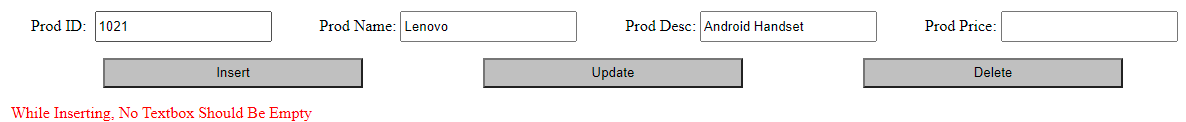 Prod ID: 1021 Prod Name: Lenovo Prod Desc: Android Handset Prod Price:
Insert Update Delete
While Inserting, No Textbox Should Be Empty